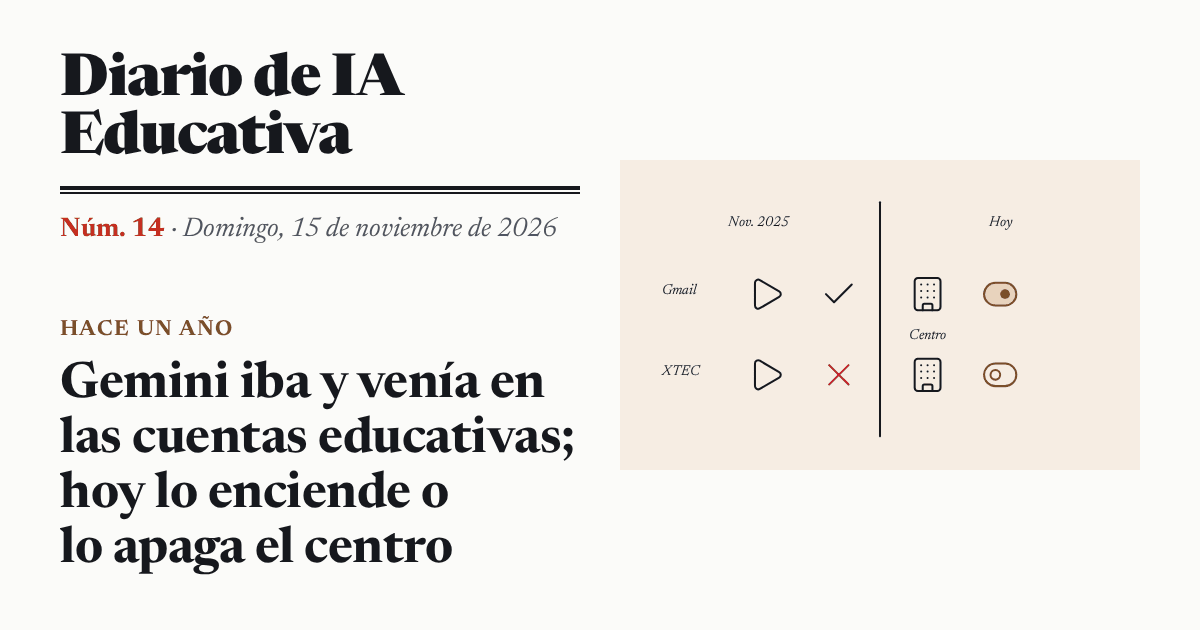 Diario de IA
Educativa
Núm. 14 · Domingo, 15 de noviembre de 2026
HACE UN AÑO
Gemini iba y venía en
las cuentas educativas;
hoy lo enciende o
lo apaga el centro
Nov. 2025
Hoy
Gmail
Centro
XTEC